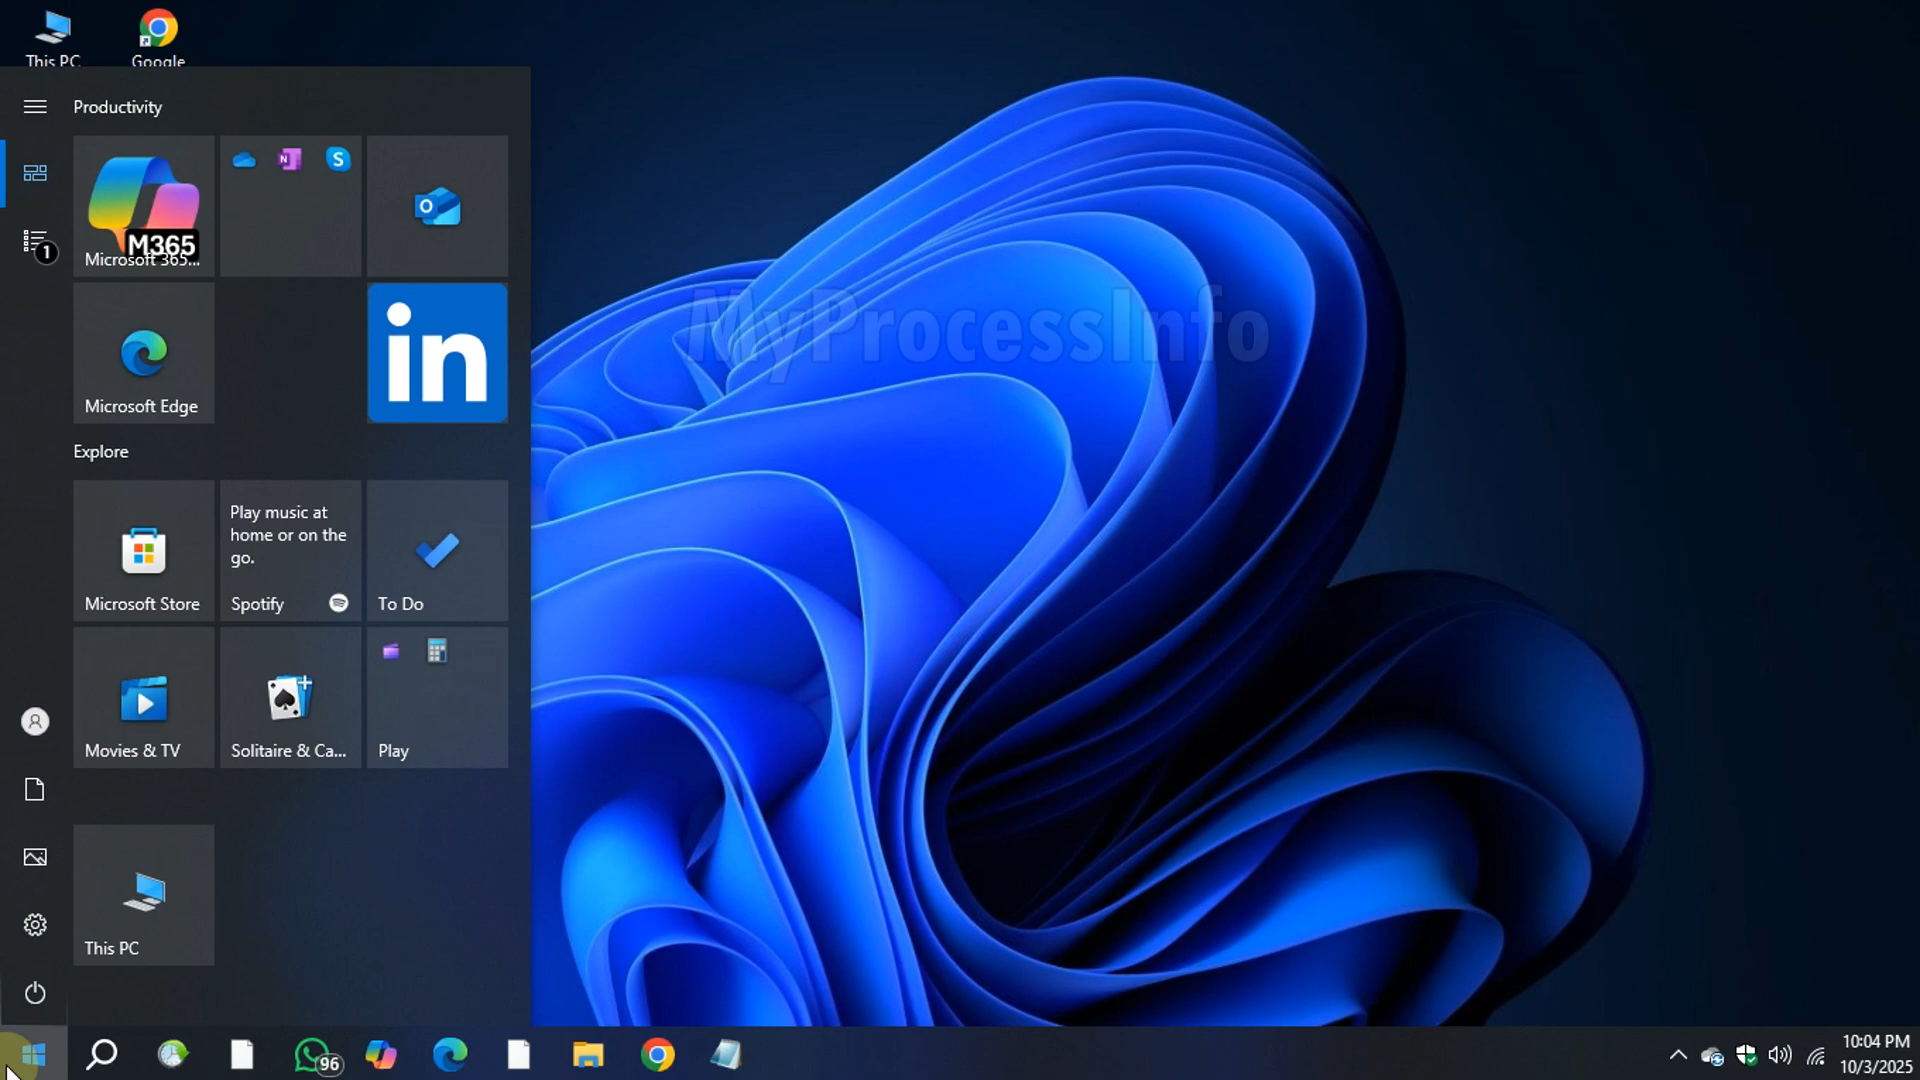 This PC
Google
Productivity
M365
Microsoft 365...
N
S
O
1
Microsoft Edge
in
MyProcessInfo
Explore
Play music at
home or on the
go.
Microsoft Store
Spotify
To Do
Movies & TV
Solitaire & Ca...
Play
This PC
96
10:04 PM
10/3/2025